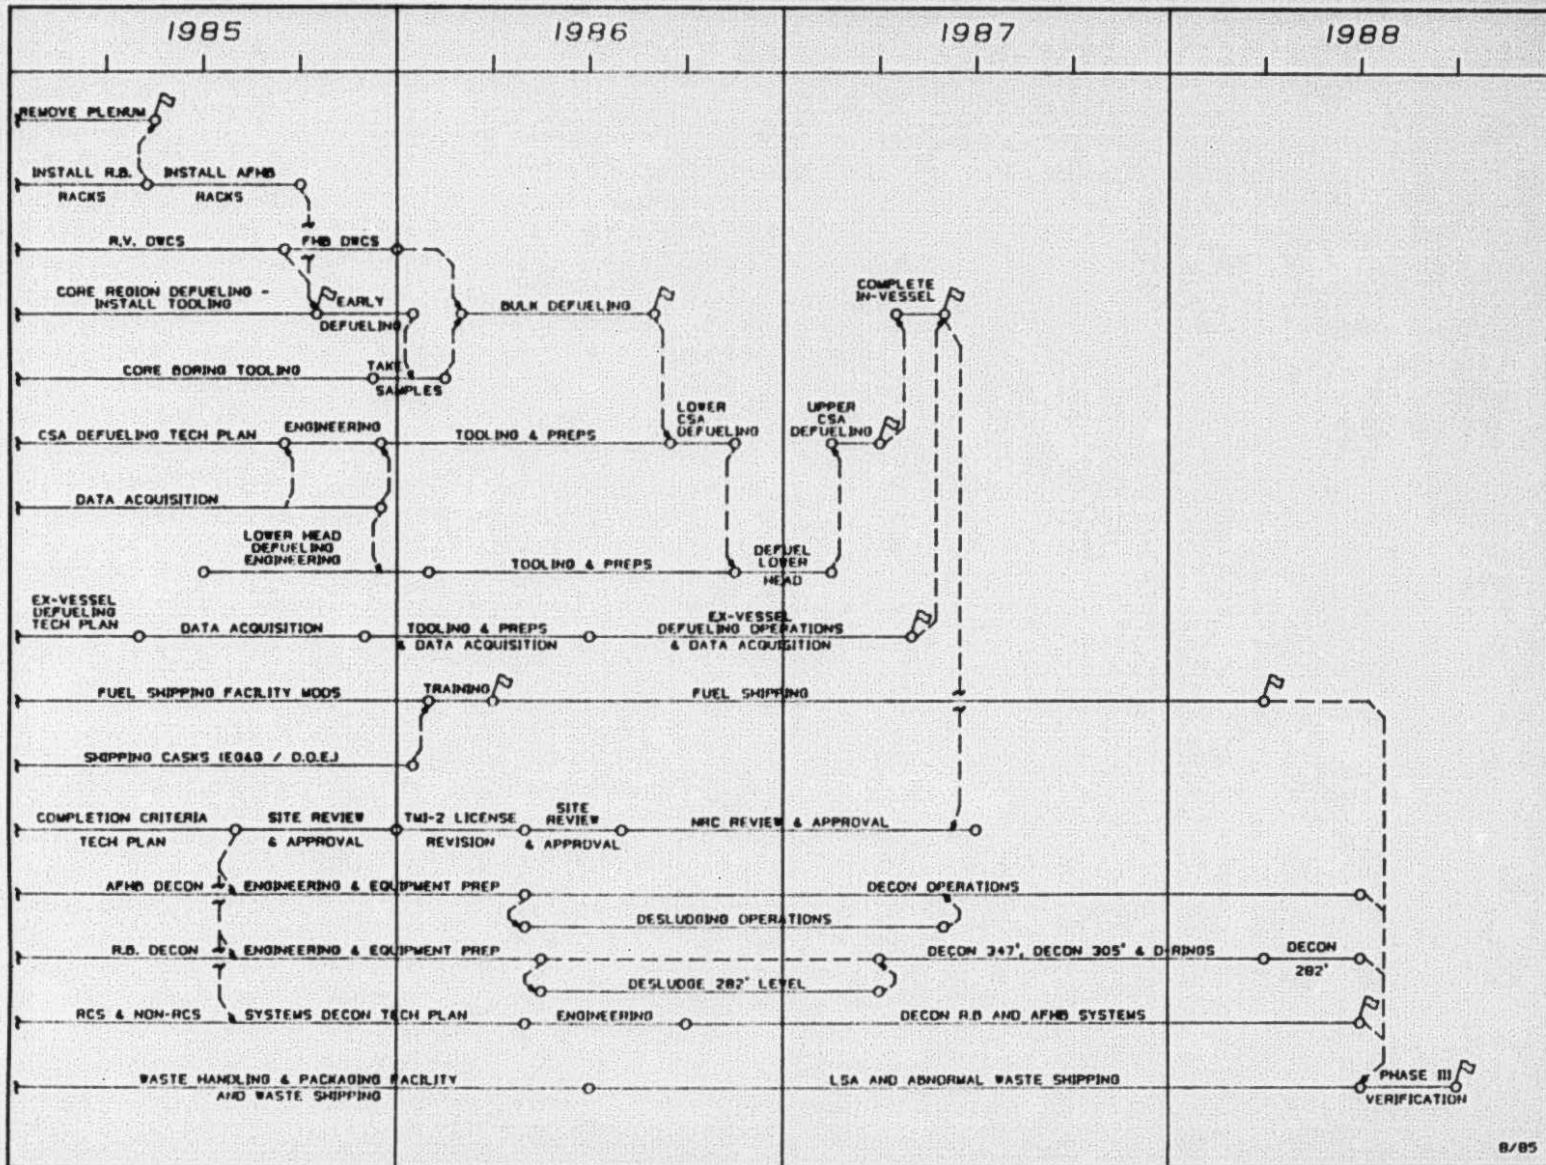 1985 1986 1987 1988
REMOVE PLENUM
INSTALL R.B. INSTALL AFHB
RACKS RACKS
R.V. DWCS FHB DWCS
CORE REGION DEFUELING -
INSTALL TOOLING
EARLY
DEFUELING
BULK DEFUELING
COMPLETE
IN-VESSEL
CORE BORING TOOLING
TAKE
SAMPLES
CSA DEFUELING TECH PLAN
ENGINEERING
TOOLING & PREPS
LOWER
CSA
DEFUELING
UPPER
CSA
DEFUELING
DATA ACQUISITION
LOWER HEAD
DEFUELING
ENGINEERING
TOOLING & PREPS
DEFUEL
LOWER
HEAD
EX-VESSEL
DEFUELING
TECH PLAN
DATA ACQUISITION
TOOLING & PREPS
& DATA ACQUISITION
EX-VESSEL
DEFUELING OPERATIONS
& DATA ACQUISITION
FUEL SHIPPING FACILITY MODS
TRAINING
FUEL SHIPPING
SHIPPING CASKS (EG&G / D.O.E.)
COMPLETION CRITERIA
TECH PLAN
SITE REVIEW
& APPROVAL
TMI-2 LICENSE
REVISION
SITE
REVIEW
& APPROVAL
NRC REVIEW & APPROVAL
AFHB DECON - ENGINEERING & EQUIPMENT PREP
DECON OPERATIONS
DESLUDGING OPERATIONS
R.B. DECON - ENGINEERING & EQUIPMENT PREP
DECON 347', DECON 305' & D-RINGS
DECON
282'
DESLUDGE 282' LEVEL
RCS & NON-RCS SYSTEMS DECON TECH PLAN
ENGINEERING
DECON R.B AND AFHB SYSTEMS
WASTE HANDLING & PACKAGING FACILITY
AND WASTE SHIPPING
LSA AND ABNORMAL WASTE SHIPPING
PHASE III
VERIFICATION
8/85